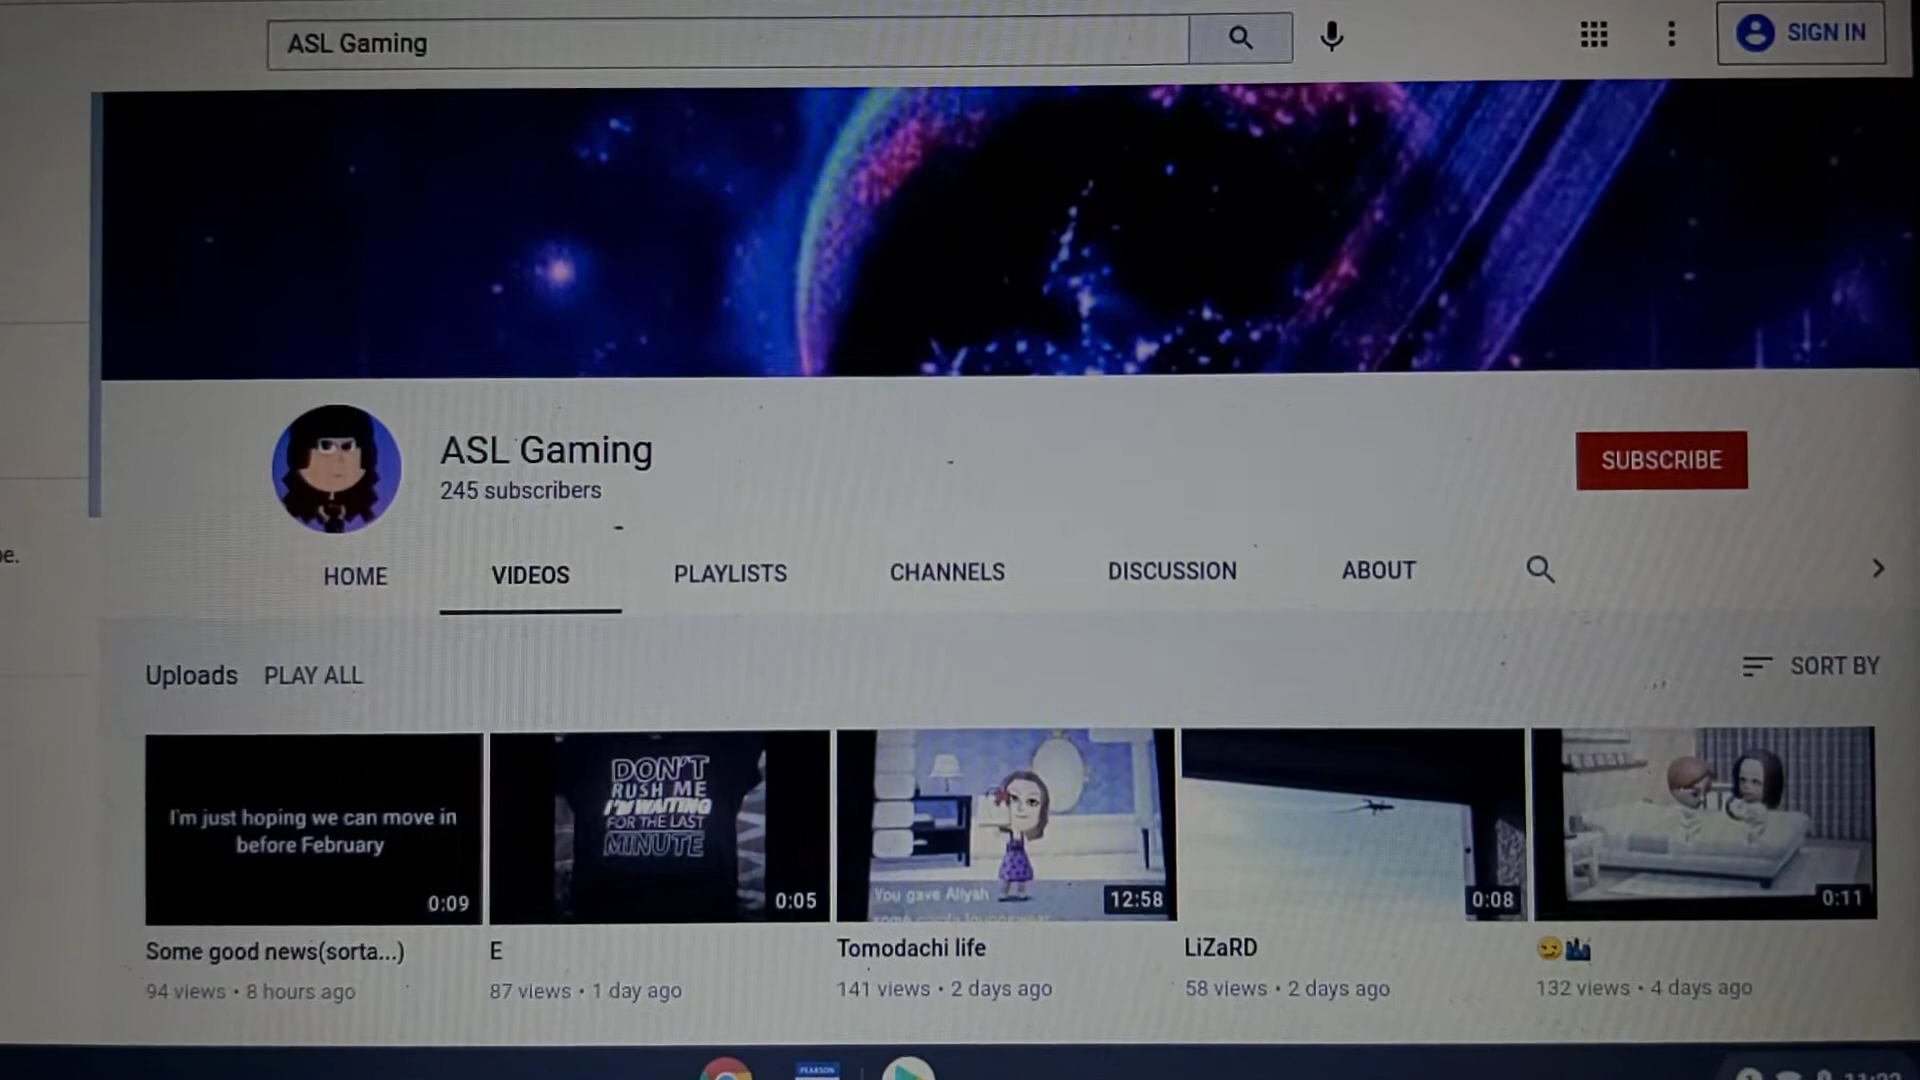 ASL Gaming
SIGN IN
ASL Gaming
245 subscribers
SUBSCRIBE
HOME
VIDEOS
PLAYLISTS
CHANNELS
DISCUSSION
ABOUT
Uploads
PLAY ALL
SORT BY
I'm just hoping we can move in
before February
0:09
DON'T
RUSH ME
I'M WAITING
FOR THE LAST
MINUTE
0:05
You gave Aliyah
12:58
0:08
0:11
Some good news(sorta...)
94 views • 8 hours ago
E
87 views • 1 day ago
Tomodachi life
141 views • 2 days ago
LiZaRD
58 views • 2 days ago
😏🏙️
132 views • 4 days ago
PEARSON